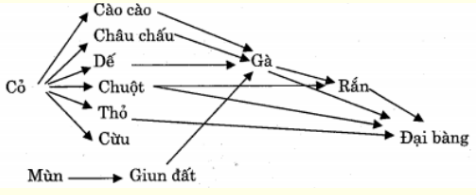 Cào cào
Châu chấu
Dế
Gà
Cỏ
Chuột
Rắn
Thỏ
Đại bàng
Cừu
Mùn
Giun đất